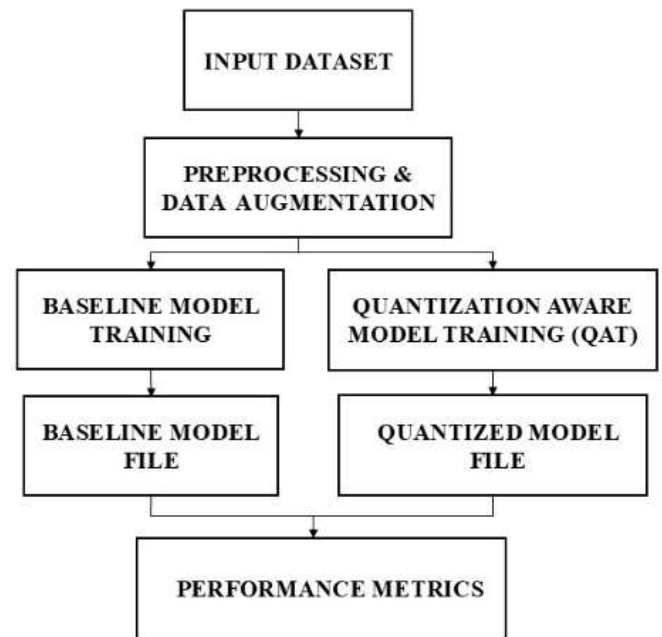 INPUT DATASET
PREPROCESSING &
DATA AUGMENTATION
BASELINE MODEL
TRAINING
QUANTIZATION AWARE
MODEL TRAINING (QAT)
BASELINE MODEL
FILE
QUANTIZED MODEL
FILE
PERFORMANCE METRICS